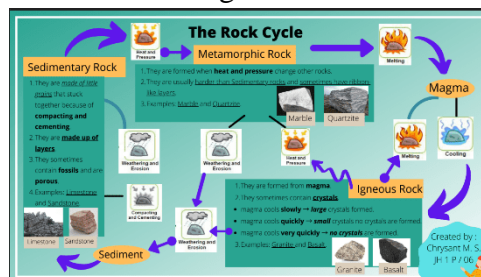 The Rock Cycle
Sedimentary Rock
1. They are made of little
grains that stuck
together because of
compacting and
cementing.
2. They are made up of
layers.
3. They sometimes
contain fossils and are
porous.
4. Examples: Limestone
and Sandstone.
Limestone
Sandstone
Heat and
Pressure
Metamorphic Rock
1. They are formed when heat and pressure change other rocks.
2. They are usually harder than Sedimentary rocks and sometimes have ribbon
like layers.
3. Examples: Marble and Quartzite.
Marble
Quartzite
Melting
Magma
Melting
Cooling
Weathering and
Erosion
Weathering and
Erosion
Heat and
Pressure
Compacting and
Cementing
Weathering and
Erosion
Sediment
Igneous Rock
1. They are formed from magma
2. They sometimes contain crystals.
• magma cools slowly → large crystals formed.
• magma cools quickly → small crystals no crystals are formed.
• magma cools very quickly → no crystals are formed.
3. Examples: Granite and Basalt.
Granite
Basalt
Created by :
Chrysant M. S.
JH 1 P / 06